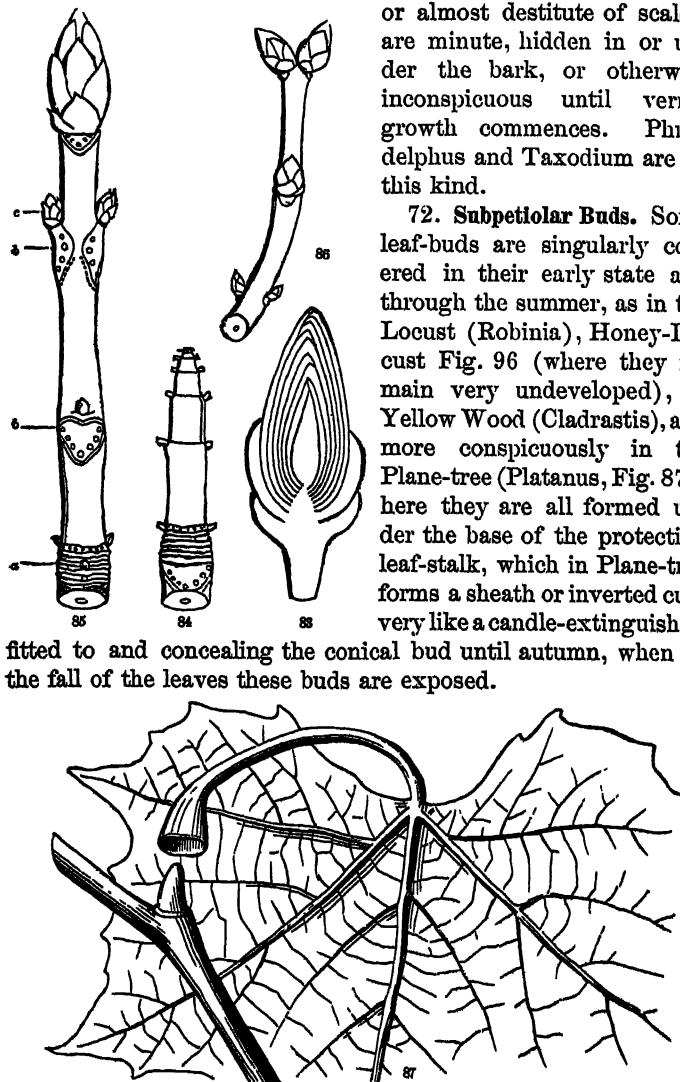 or almost destitute of scal
are minute, hidden in or u
der the bark, or otherw
inconspicuous until ver
growth commences. Ph
delphus and Taxodium are
this kind.
72. Subpetiolar Buds. So
leaf-buds are singularly co
ered in their early state a
through the summer, as in t
Locust (Robinia), Honey-L
cust Fig. 96 (where they
main very undeveloped),
Yellow Wood (Cladrastis), a
more conspicuously in t
Plane-tree (Platanus, Fig. 87
here they are all formed u
der the base of the protecti
leaf-stalk, which in Plane-tr
forms a sheath or inverted cu
very like a candle-extinguish
fitted to and concealing the conical bud until autumn, when
the fall of the leaves these buds are exposed.
c
b
b
a
86
85
84
83
87